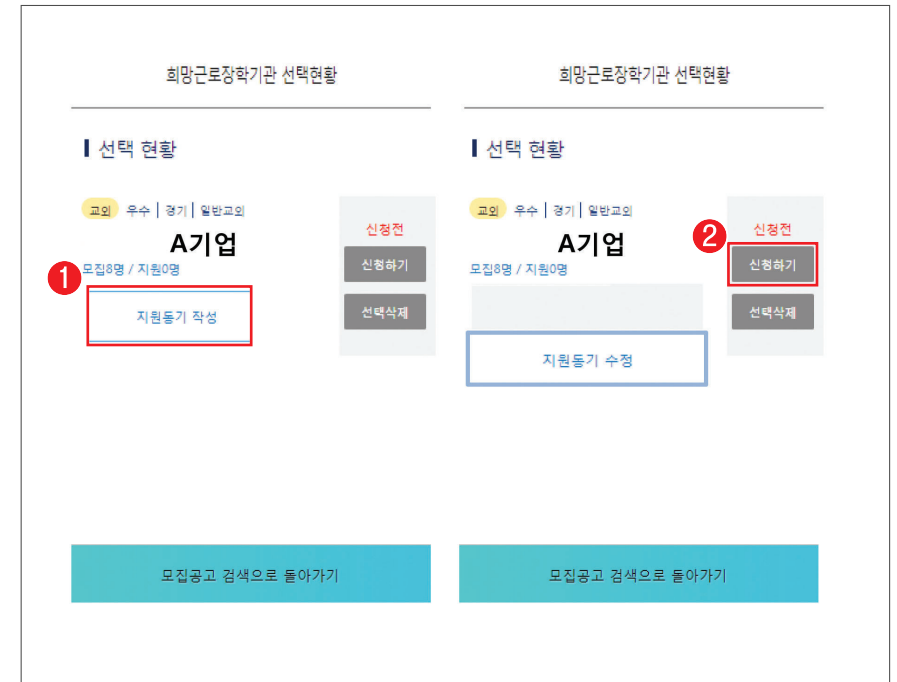 희망근로장학기관 선택현황
선택 현황
교외 우수 | 경기 | 일반교외
A기업
모집8명 / 지원0명
1
지원동기 작성
신청전
신청하기
선택삭제
모집공고 검색으로 돌아가기
희망근로장학기관 선택현황
선택 현황
교외 우수 | 경기 | 일반교외
A기업
모집8명 / 지원0명
지원동기 수정
2
신청전
신청하기
선택삭제
모집공고 검색으로 돌아가기